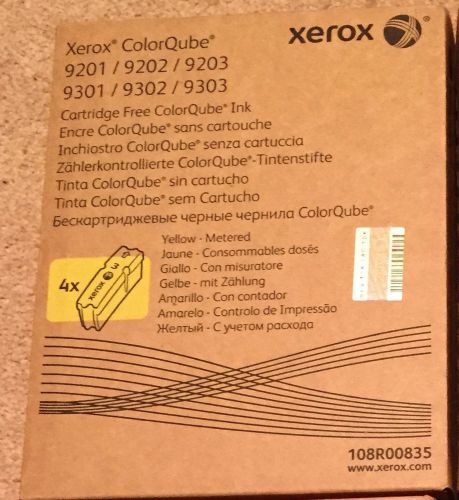 xerox
Xerox® ColorQube®
9201 / 9202 / 9203
9301 / 9302 / 9303
Cartridge Free ColorQube® Ink
Encre ColorQube® sans cartouche
Inchiostro ColorQube® senza cartuccia
Zählerkontrollierte ColorQube®-Tintenstifte
Tinta ColorQube® sin cartucho
Tinta ColorQube® sem Cartucho
Бескартриджевые черные чернила ColorQube®
4x
xerox
Yellow - Metered
Jaune - Consommables dosés
Giallo - Con misuratore
Gelbe - mit Zählung
Amarillo - Con contador
Amarelo - Controlo de Impressão
Желтый - С учетом расхода
108R00835
www.xerox.com